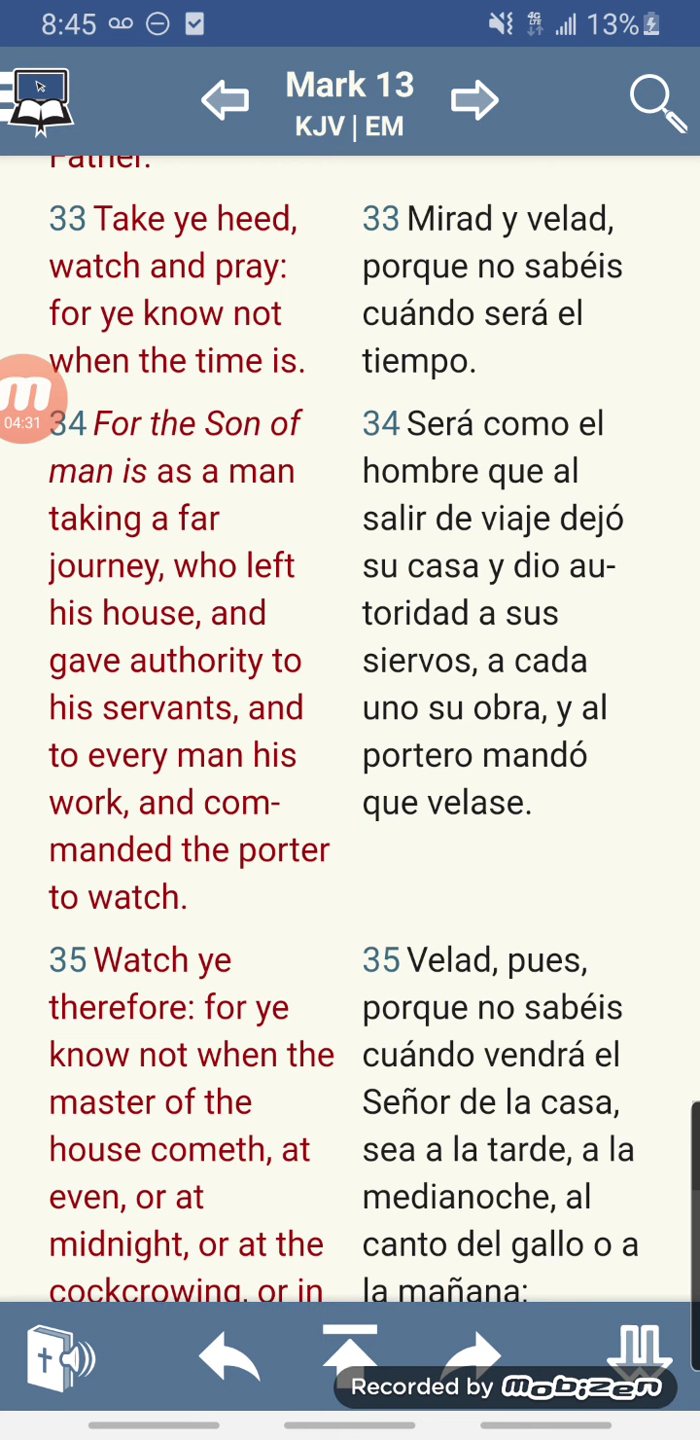 8:45
4G
13%
Mark 13
KJV | EM
Father.
33 Take ye heed,
watch and pray:
for ye know not
when the time is.
34 For the Son of
man is as a man
taking a far
journey, who left
his house, and
gave authority to
his servants, and
to every man his
work, and com-
manded the porter
to watch.
35 Watch ye
therefore: for ye
know not when the
master of the
house cometh, at
even, or at
midnight, or at the
cockcrowing, or in
33 Mirad y velad,
porque no sabéis
cuándo será el
tiempo.
34 Será como el
hombre que al
salir de viaje dejó
su casa y dio au-
toridad a sus
siervos, a cada
uno su obra, y al
portero mandó
que velase.
35 Velad, pues,
porque no sabéis
cuándo vendrá el
Señor de la casa,
sea a la tarde, a la
medianoche, al
canto del gallo o a
la mañana:
m
04:31
Recorded by Mobizen